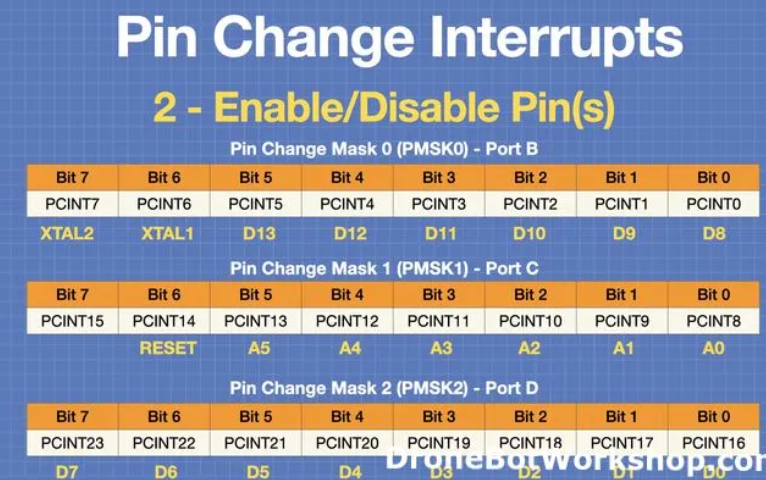 Pin Change Interrupts
2 - Enable/Disable Pin(s)
Pin Change Mask 0 (PMSK0) - Port B
Bit 7 Bit 6 Bit 5 Bit 4 Bit 3 Bit 2 Bit 1 Bit 0
PCINT7 PCINT6 PCINT5 PCINT4 PCINT3 PCINT2 PCINT1 PCINT0
XTAL2 XTAL1 D13 D12 D11 D10 D9 D8
Pin Change Mask 1 (PMSK1) - Port C
Bit 7 Bit 6 Bit 5 Bit 4 Bit 3 Bit 2 Bit 1 Bit 0
PCINT15 PCINT14 PCINT13 PCINT12 PCINT11 PCINT10 PCINT9 PCINT8
RESET A5 A4 A3 A2 A1 A0
Pin Change Mask 2 (PMSK2) - Port D
Bit 7 Bit 6 Bit 5 Bit 4 Bit 3 Bit 2 Bit 1 Bit 0
PCINT23 PCINT22 PCINT21 PCINT20 PCINT19 PCINT18 PCINT17 PCINT16
DroneBotWorkshop.com
D7 D6 D5 D4 D3 D2 D1 D0